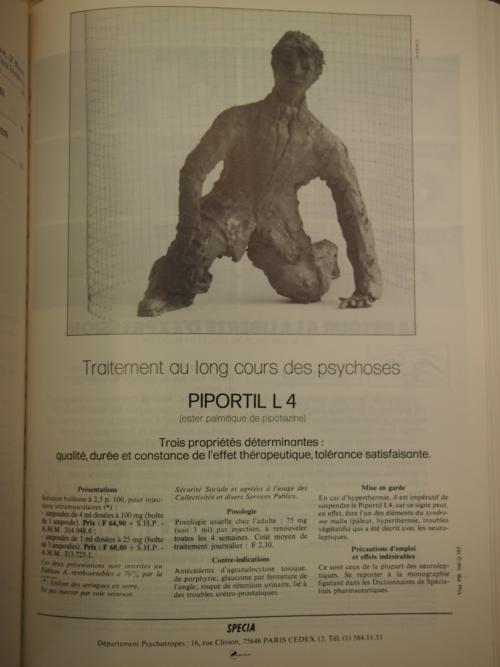 Traitement au long cours des psychoses
PIPORTIL L 4
(ester palmitique de pipotiazine)
Trois propriétés déterminantes :
qualité, durée et constance de l'effet thérapeutique, tolérance satisfaisante.
Présentations
Solution huileuse à 2,5 p. 100, pour injec-
tions intramusculaires (*) :
- ampoules de 4 ml dosées à 100 mg (boîte
de 1 ampoule). Prix : F 64,90 + S.H.P. -
A.M.M. 314.048.6 ;
- ampoules de 1 ml dosées à 25 mg (boîte
de 3 ampoules). Prix : F 68,00 + S.H.P. -
A.M.M. 313.725.1.
Ces deux présentations sont inscrites au
Tableau A, remboursables à 70% par la
(*) Utiliser des seringues en verre.
Ne pas injecter par voie veineuse.
Sécurité Sociale et agréées à l'usage des
Collectivités et divers Services Publics.
Posologie
Posologie usuelle chez l'adulte : 75 mg
(soit 3 ml) par injection, à renouveler
toutes les 4 semaines. Coût moyen de
traitement journalier : F 2,10.
Contre-indications
Antécédents d'agranulocytose toxique,
de porphyrie ; glaucome par fermeture de
l'angle ; risque de rétention urinaire, lié à
des troubles urétro-prostatiques.
Mise en garde
En cas d'hyperthermie, il est impératif de
suspendre le Piportil L4, car ce signe peut,
en effet, être l'un des éléments du syndro-
me malin (pâleur, hyperthermie, troubles
végétatifs) qui a été décrit avec les neuro-
leptiques.
Précautions d'emploi
et effets indésirables
Ce sont ceux de la plupart des neurolep-
tiques. Se reporter à la monographie
figurant dans les Dictionnaires de Spécia-
lités pharmaceutiques.
SPECIA
Département Psychotropes : 16, rue Clisson, 75646 PARIS CEDEX 13. Tél. (1) 584.11.33